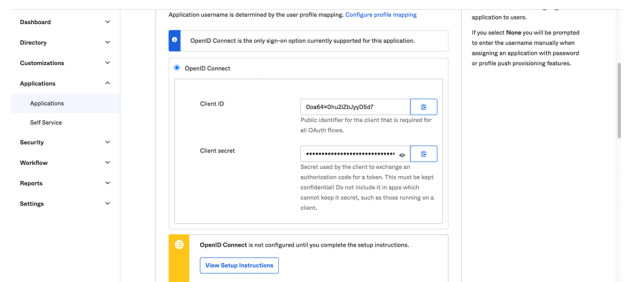 Dashboard
Directory
Customizations
Applications
Applications
Self Service
Security
Workflow
Reports
Settings
Application username is determined by the user profile mapping. Configure profile mapping
OpenID Connect is the only sign-on option currently supported for this application.
OpenID Connect
Client ID
Public identifier for the client that is required for
all OAuth flows.
Client secret
Secret used by the client to exchange an
authorization code for a token. This must be kept
confidential! Do not include it in apps which
cannot keep it secret, such as those running on a
client.
OpenID Connect is not configured until you complete the setup instructions.
View Setup Instructions
application to users.
If you select None you will be prompted
to enter the username manually when
assigning an application with password
or profile push provisioning features.